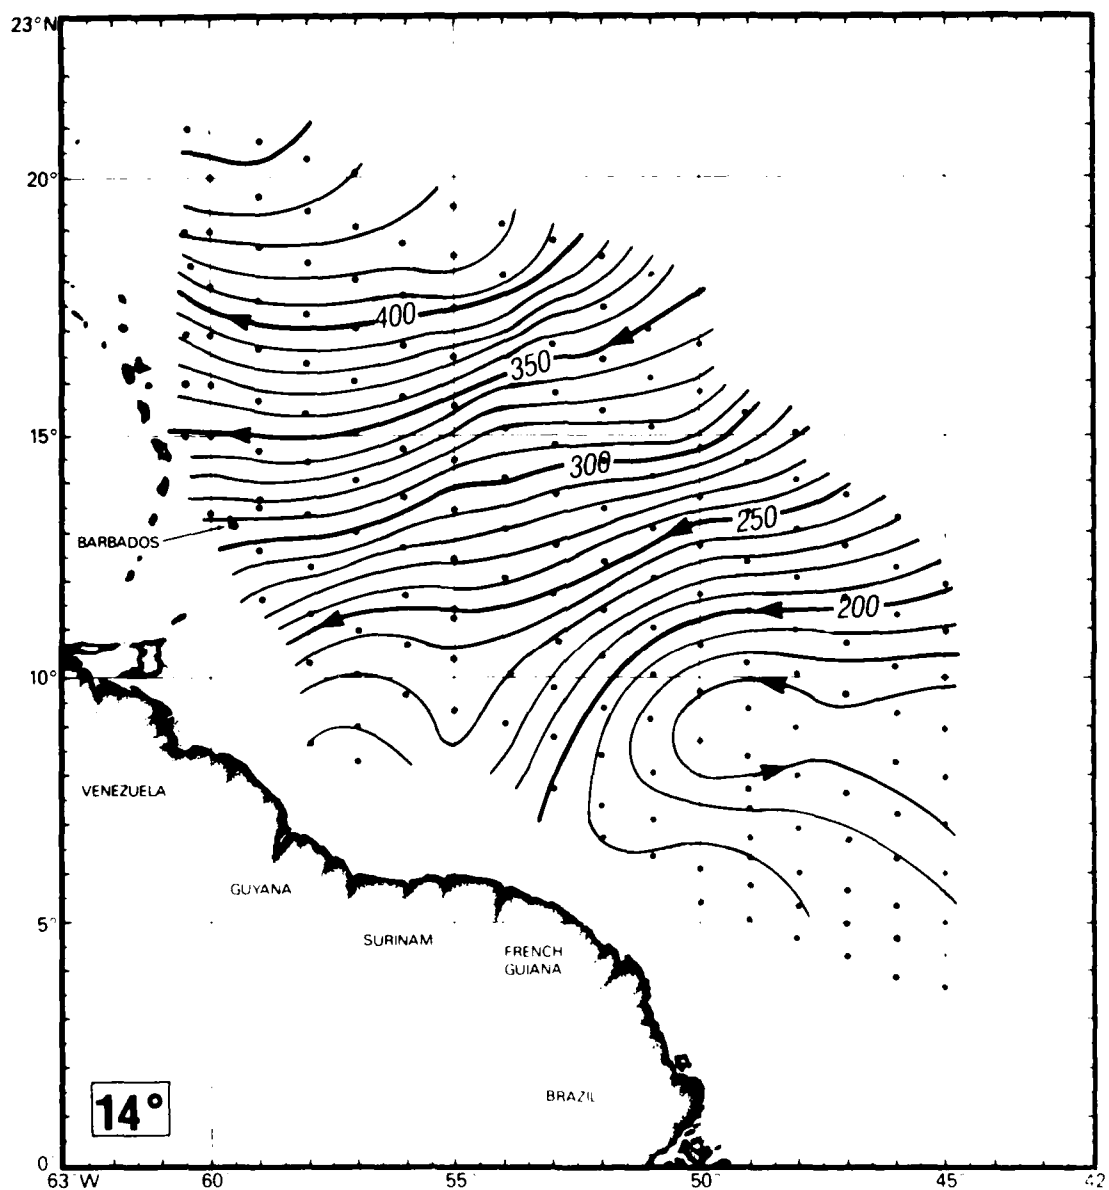 23°N
20°
400
350
15°
300
250
BARBADOS
200
10°
VENEZUELA
GUYANA
5°
SURINAM
FRENCH
GUIANA
BRAZIL
14°
0
63°W 60 55 50 45 42